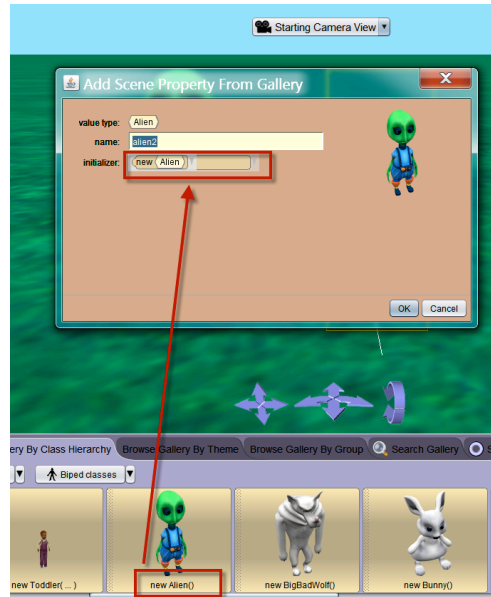 Starting Camera View
Add Scene Property From Gallery
value type: Alien
name: alien2
initializer: new Alien
OK Cancel
ery By Class Hierarchy Browse Gallery By Theme Browse Gallery By Group Search Gallery S
Biped classes
new Toddler( ... ) new Alien() new BigBadWolf() new Bunny()